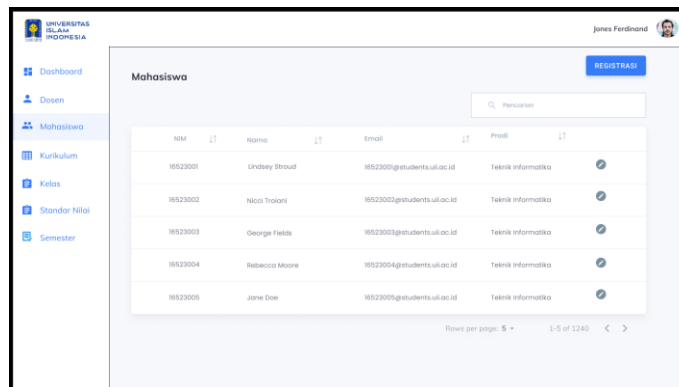 UNIVERSITAS
ISLAM
INDONESIA
Jones Ferdinand
Dashboard
Dosen
Mahasiswa
Kurikulum
Kelas
Standar Nilai
Semester
Mahasiswa
REGISTRASI
Pencarian
NIM Nama Email Prodi
16523001 Lindsey Stroud 16523001@students.uii.ac.id Teknik Informatika
16523002 Nicci Troiani 16523002@students.uii.ac.id Teknik Informatika
16523003 George Fields 16523003@students.uii.ac.id Teknik Informatika
16523004 Rebecca Moore 16523004@students.uii.ac.id Teknik Informatika
16523005 Jane Doe 16523005@students.uii.ac.id Teknik Informatika
Rows per page: 5 1-5 of 1240